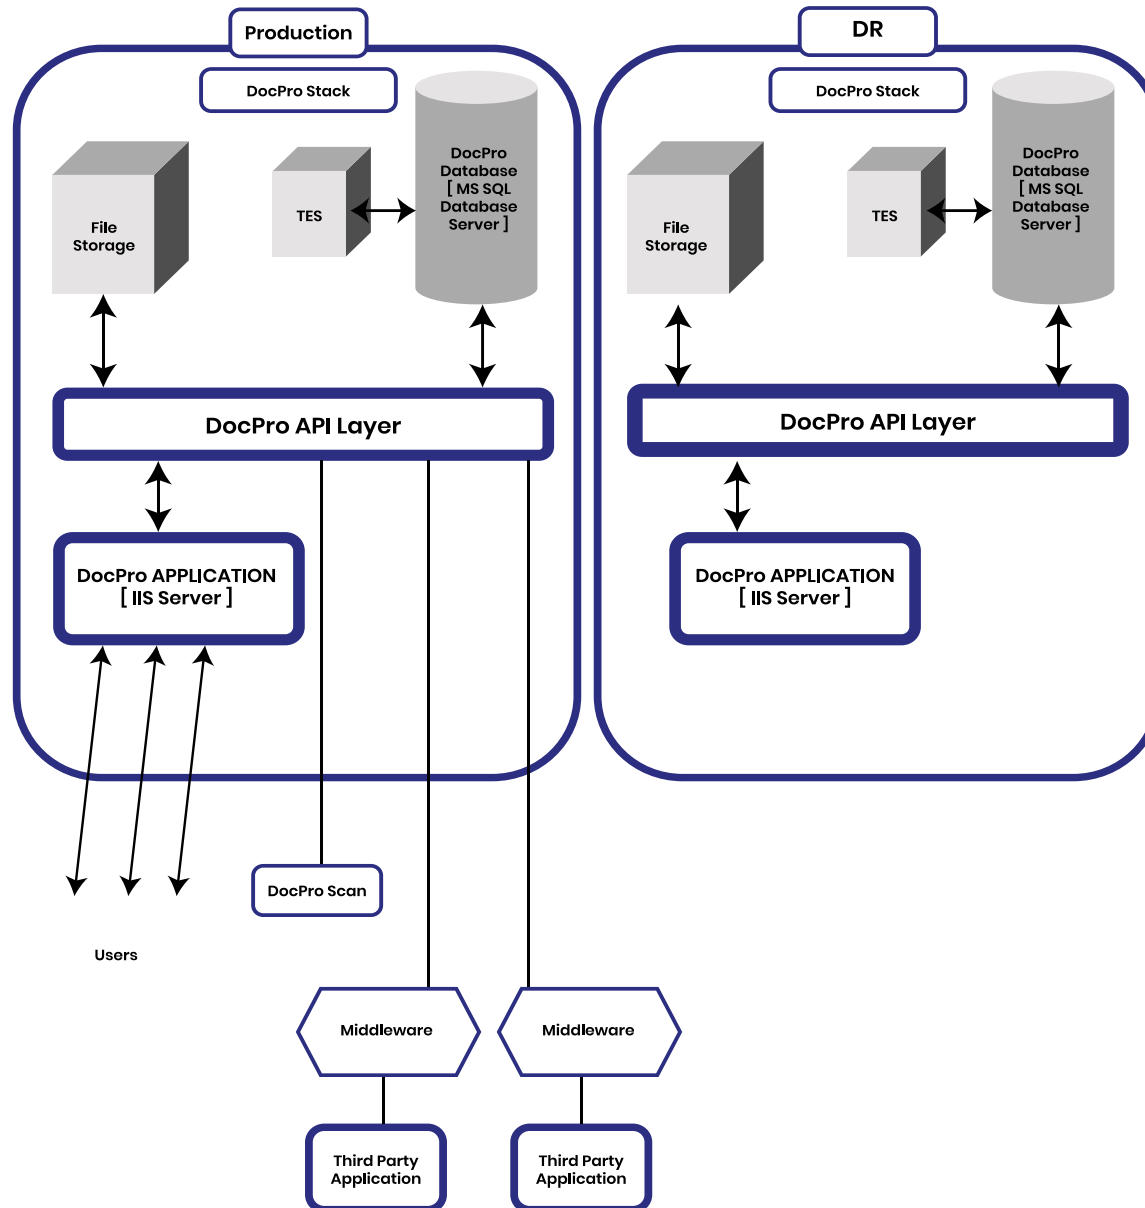 Production
DocPro Stack
File
Storage
TES
DocPro
Database
[ MS SQL
Database
Server ]
DocPro API Layer
DocPro APPLICATION
[ IIS Server ]
Users
DocPro Scan
Middleware
Middleware
Third Party
Application
Third Party
Application
DR
DocPro Stack
File
Storage
TES
DocPro
Database
[ MS SQL
Database
Server ]
DocPro API Layer
DocPro APPLICATION
[ IIS Server ]